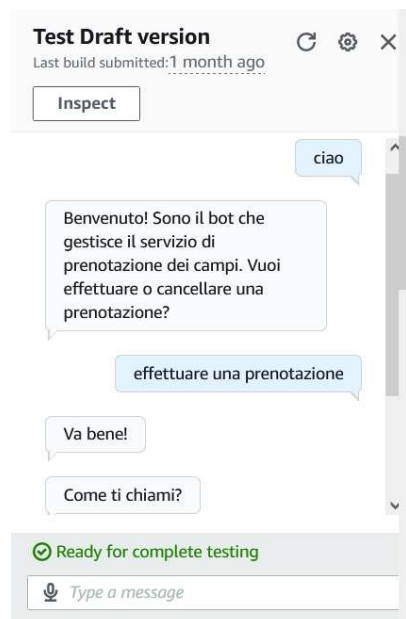 Test Draft version
Last build submitted:1 month ago
Inspect
ciao
Benvenuto! Sono il bot che
gestisce il servizio di
prenotazione dei campi. Vuoi
effettuare o cancellare una
prenotazione?
effettuare una prenotazione
Va bene!
Come ti chiami?
Ready for complete testing
Type a message